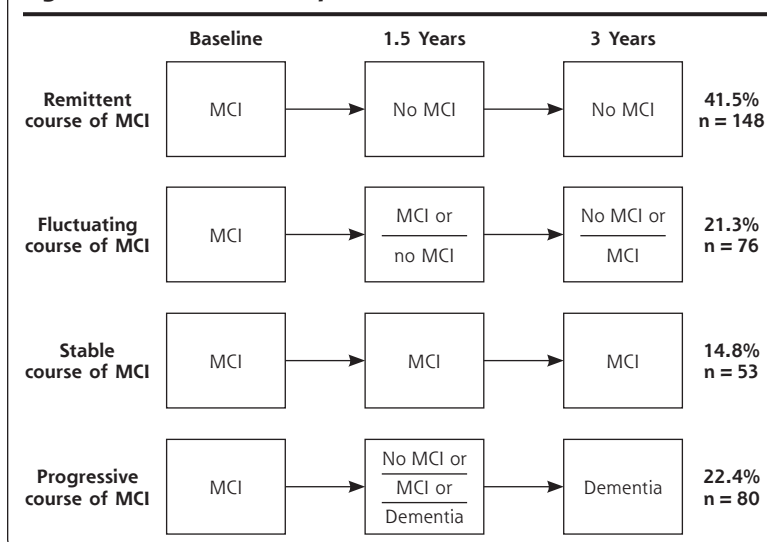 Baseline 1.5 Years 3 Years
Remittent
course of MCI
MCI
No MCI
No MCI
41.5%
n = 148
Fluctuating
course of MCI
MCI
MCI or
no MCI
No MCI or
MCI
21.3%
n = 76
Stable
course of MCI
MCI
MCI
MCI
14.8%
n = 53
Progressive
course of MCI
MCI
No MCI or
MCI or
Dementia
Dementia
22.4%
n = 80